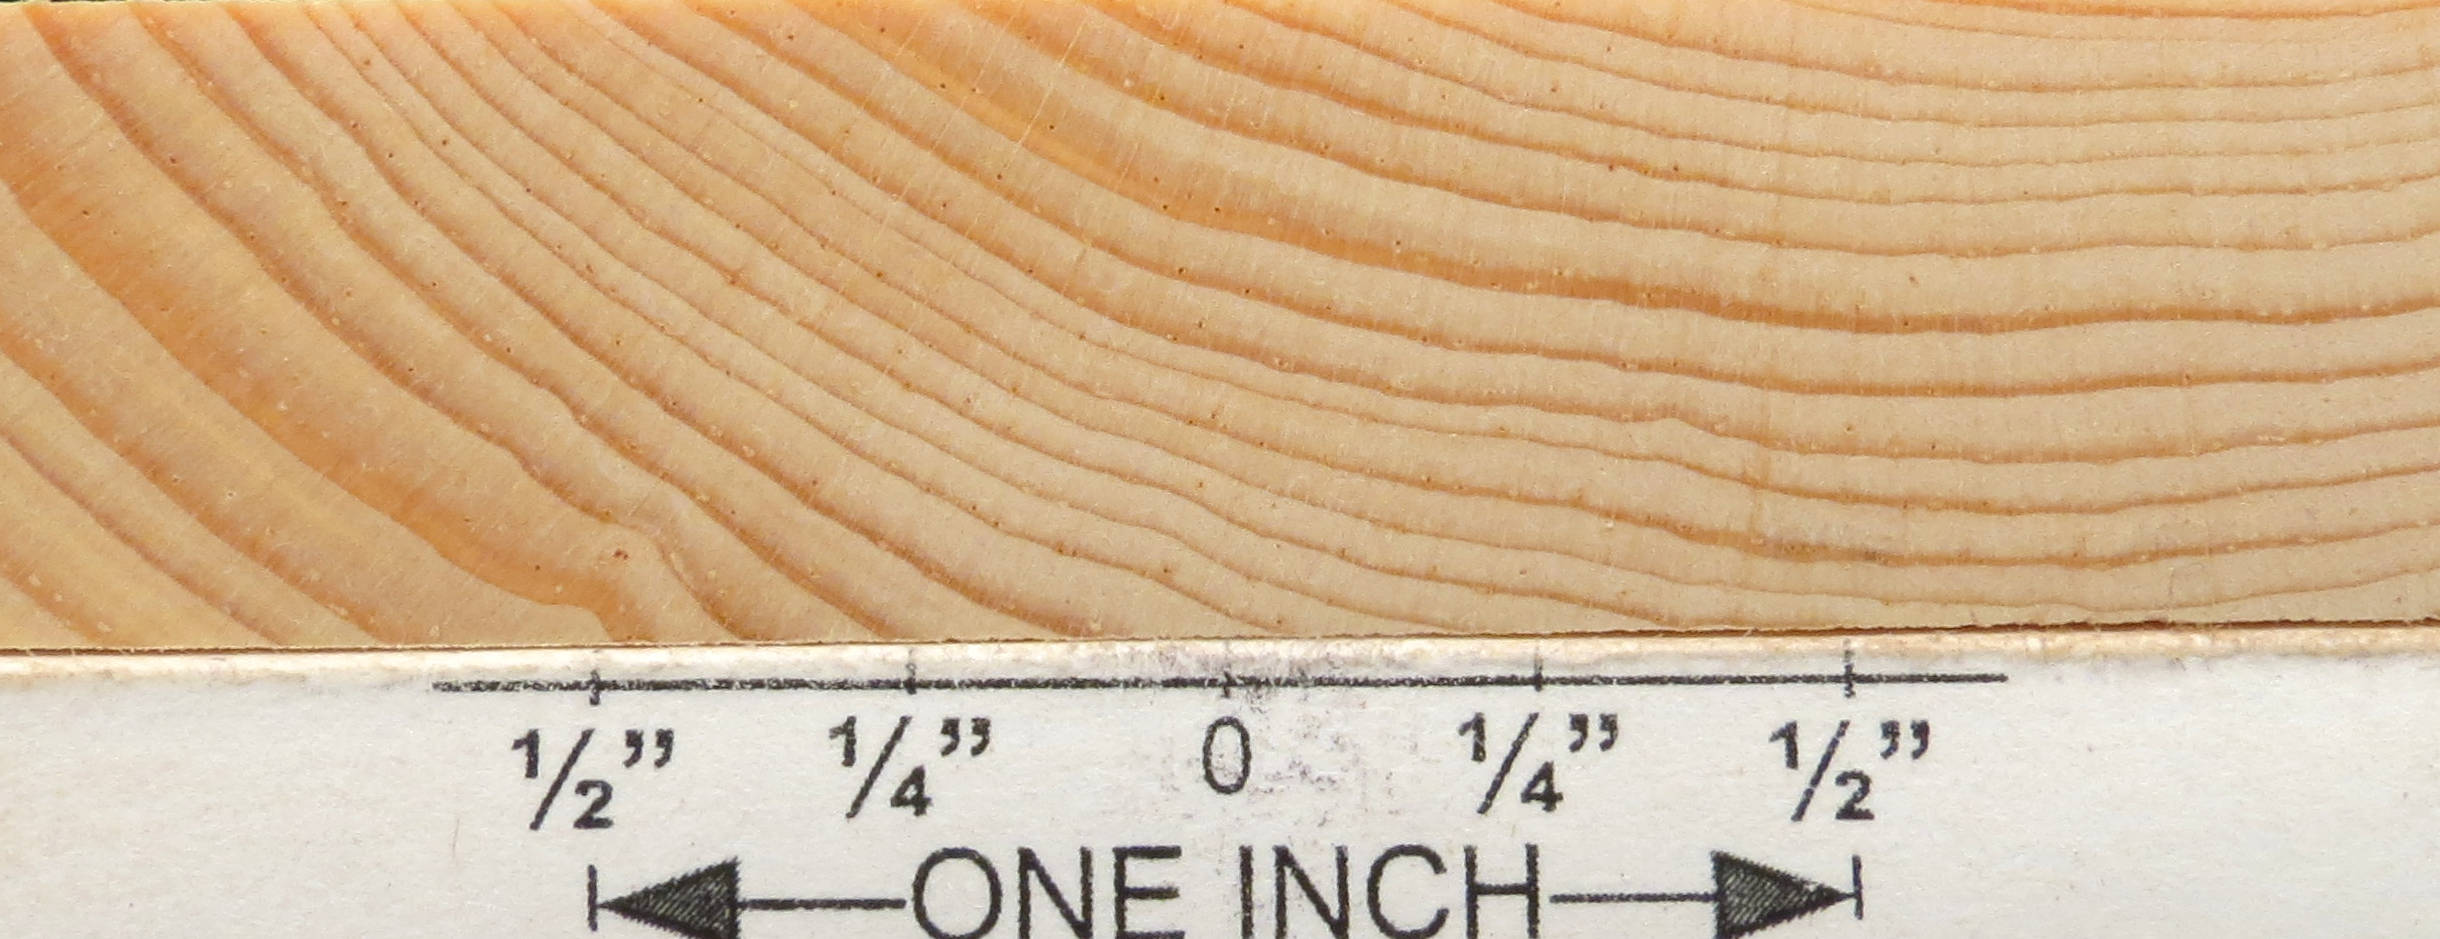 1/2” 1/4” 0 1/4” 1/2”
ONE INCH